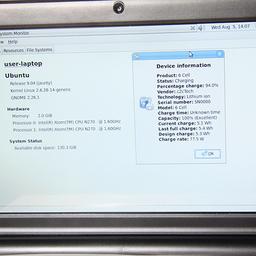 System Monitor
Wed Aug 5, 14:07
Help
Resources File Systems
user-laptop
Ubuntu
Release 9.04 (jaunty)
Kernel Linux 2.6.28-14-generic
GNOME 2.26.1
Hardware
Memory: 2.0 GiB
Processor 0: Intel(R) Atom(TM) CPU N270 @ 1.60GHz
Processor 1: Intel(R) Atom(TM) CPU N270 @ 1.60GHz
System Status
Available disk space: 130.3 GiB
Device information
Product: 6 Cell
Status: Charging
Percentage charge: 94.0%
Technology: Lithium ion
Serial number: SN0000
Model: 6 Cell
Charge time: Unknown time
Capacity: 100% (Excellent)
Current charge: 5.1 Wh
Last full charge: 5.4 Wh
Design charge: 5.3 Wh
Charge rate: 77.5 W
OK